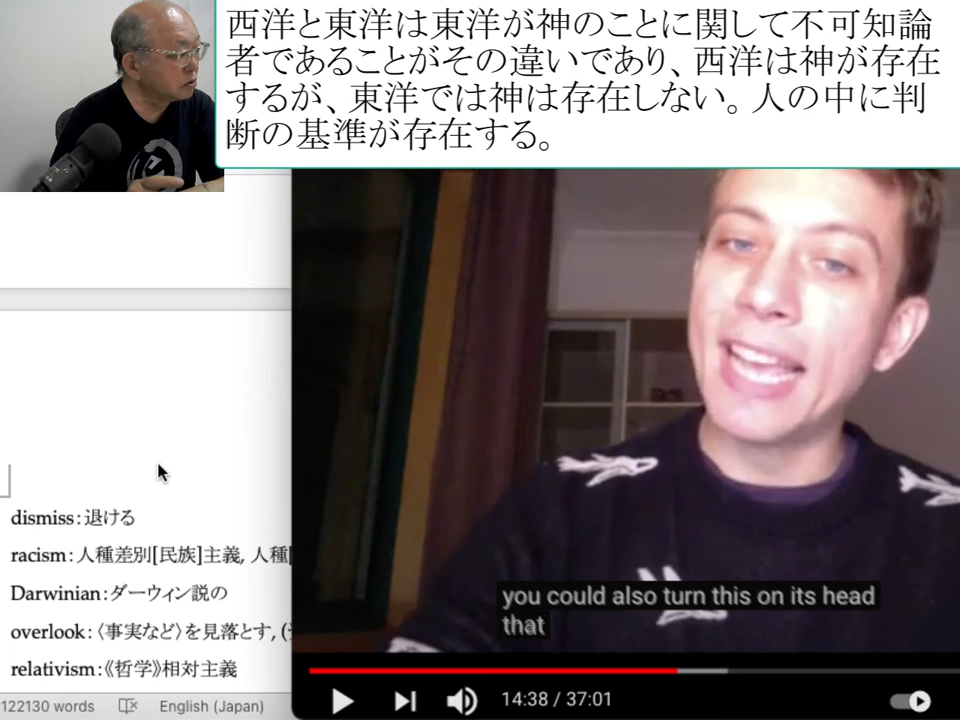 西洋と東洋は東洋が神のことに関して不可知論
者であることがその違いであり、西洋は神が存在
するが、東洋では神は存在しない。人の中に判
断の基準が存在する。
dismiss：退ける
racism：人種差別[民族]主義, 人種
Darwinian：ダーウィン説の
overlook：〈事実など〉を見落とす, (
relativism：《哲学》相対主義
122130 words English (Japan)
you could also turn this on its head
that
14:38 / 37:01